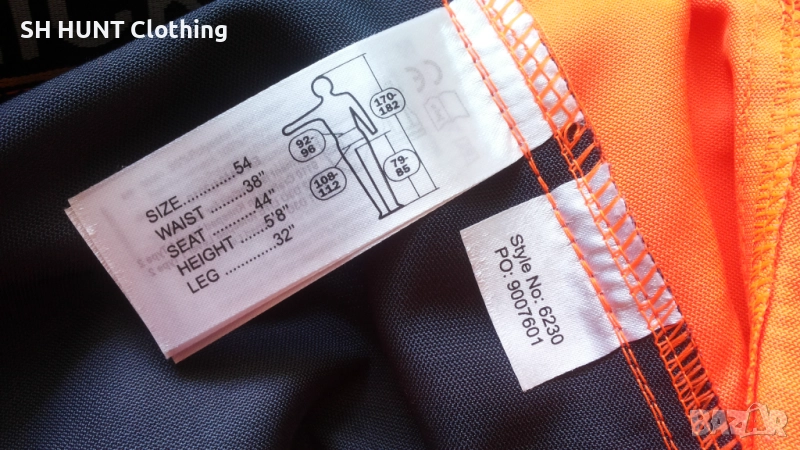 SH HUNT Clothing
SIZE...............54
WAIST ..........38"
SEAT ............44"
HEIGHT .......5'8"
LEG ..............32"
170-
182
92-
96
108-
112
79-
85
Style No: 6230
PO: 9007601
BAZAR